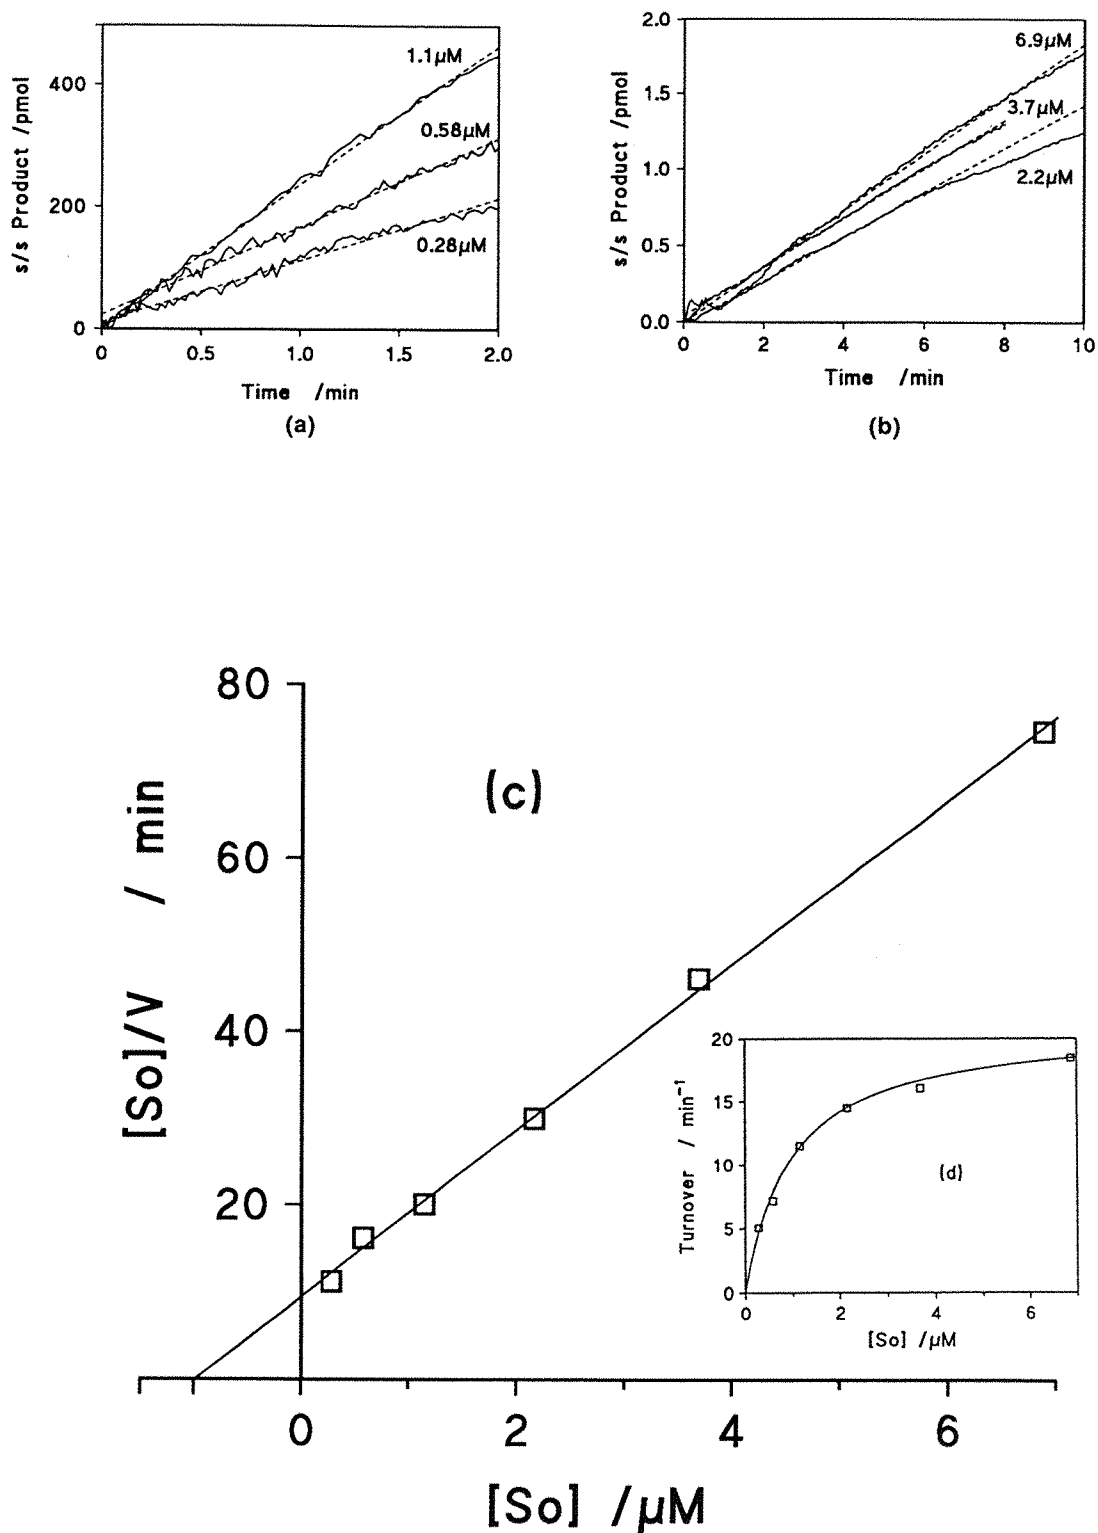 s/s Product /pmol
400
200
0
1.1μM
0.58μM
0.28μM
0 0.5 1.0 1.5 2.0
Time /min
(a)
s/s Product /pmol
2.0
1.5
1.0
0.5
0.0
6.9μM
3.7μM
2.2μM
0 2 4 6 8 10
Time /min
(b)
[So]/V / min
80
60
40
20
(c)
0 2 4 6
[So] /μM
Turnover / min⁻¹
20
15
10
5
0
(d)
0 2 4 6
[So] /μM